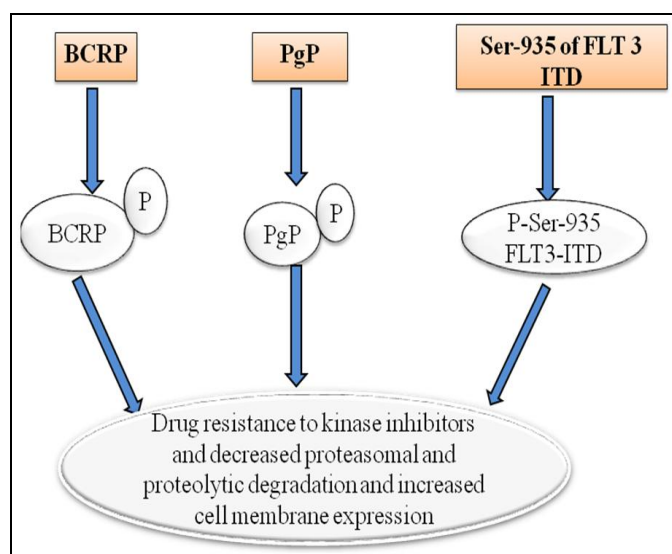 BCRP
PgP
Ser-935 of FLT 3
ITD
P
BCRP
P
PgP
P-Ser-935
FLT3-ITD
Drug resistance to kinase inhibitors
and decreased proteasomal and
proteolytic degradation and increased
cell membrane expression